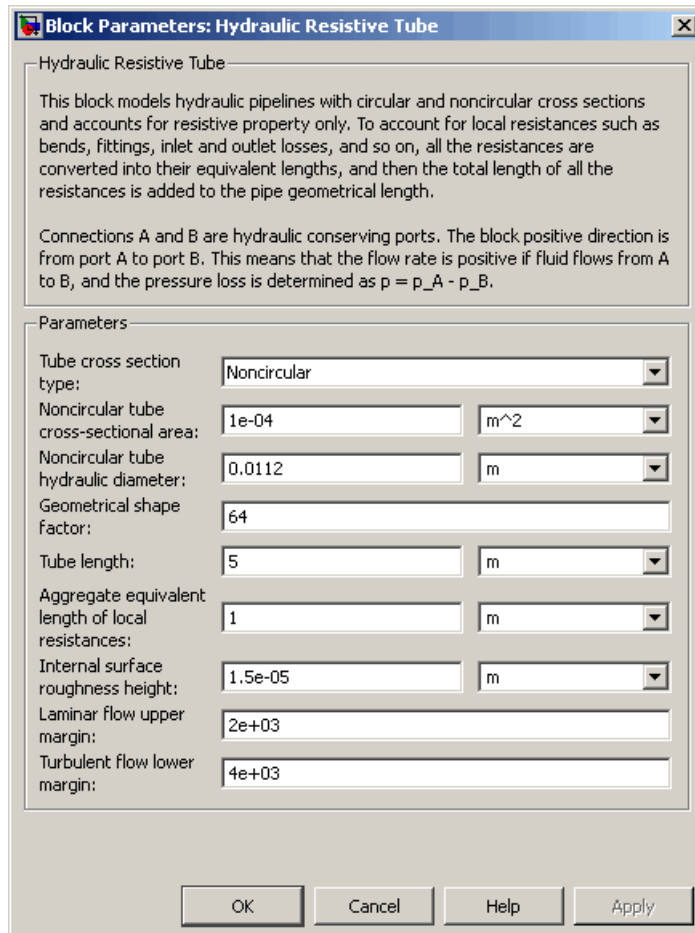 Block Parameters: Hydraulic Resistive Tube
Hydraulic Resistive Tube
This block models hydraulic pipelines with circular and noncircular cross sections
and accounts for resistive property only. To account for local resistances such as
bends, fittings, inlet and outlet losses, and so on, all the resistances are
converted into their equivalent lengths, and then the total length of all the
resistances is added to the pipe geometrical length.
Connections A and B are hydraulic conserving ports. The block positive direction is
from port A to port B. This means that the flow rate is positive if fluid flows from A
to B, and the pressure loss is determined as p = p_A - p_B.
Parameters
Tube cross section
type:
Noncircular
Noncircular tube
cross-sectional area:
1e-04
m^2
Noncircular tube
hydraulic diameter:
0.0112
m
Geometrical shape
factor:
64
Tube length:
5
m
Aggregate equivalent
length of local
resistances:
1
m
Internal surface
roughness height:
1.5e-05
m
Laminar flow upper
margin:
2e+03
Turbulent flow lower
margin:
4e+03
OK
Cancel
Help
Apply